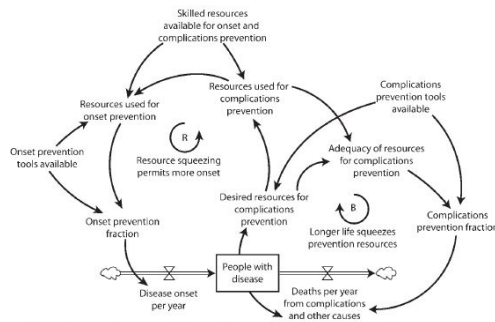 Skilled resources
available for onset and
complications prevention
Resources used for
onset prevention
Resources used for
complications
prevention
Complications
prevention tools
available
R
Resource squeezing
permits more onset
Onset prevention
tools available
Adequacy of resources
for complications
prevention
Desired resources for
complications
prevention
B
Longer life squeezes
prevention resources
Onset prevention
fraction
Complications
prevention fraction
People with
disease
Disease onset
per year
Deaths per year
from complications
and other causes